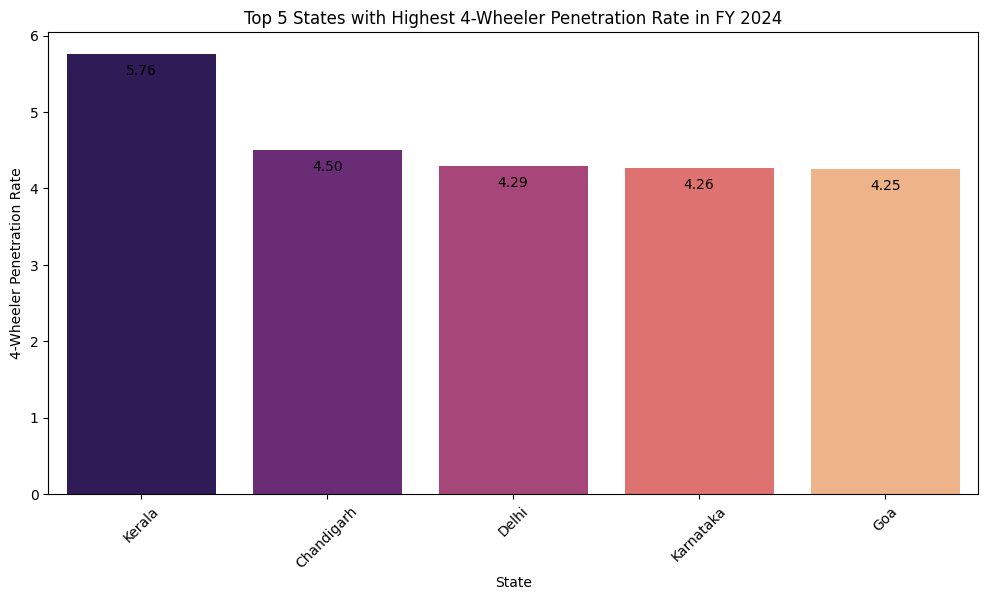 Top 5 States with Highest 4-Wheeler Penetration Rate in FY 2024
4-Wheeler Penetration Rate
6
5
4
3
2
1
0
5.76
4.50
4.29
4.26
4.25
Kerala
Chandigarh
Delhi
Karnataka
Goa
State